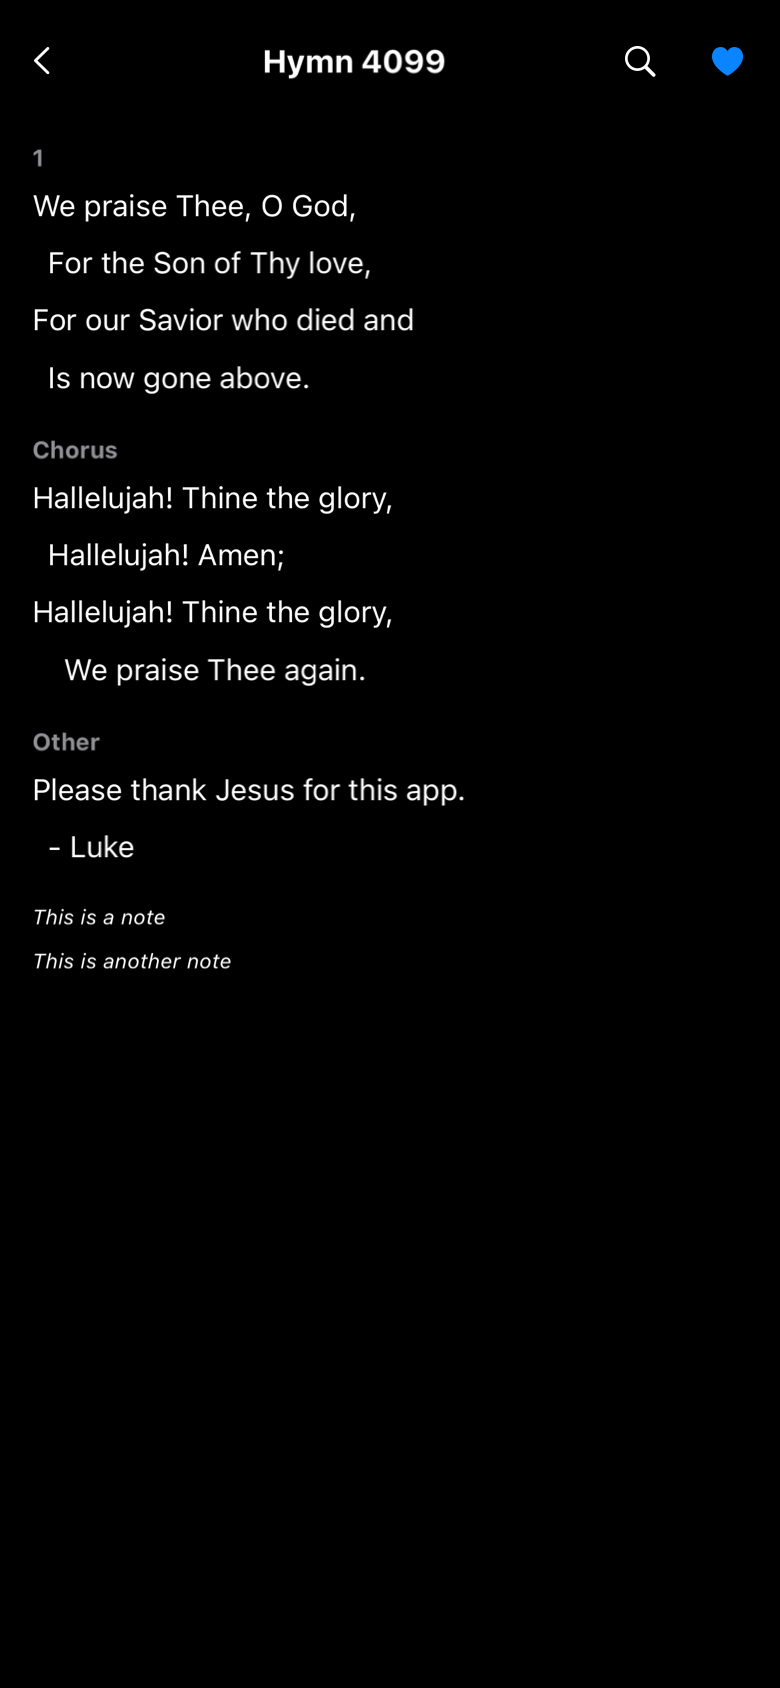 Hymn 4099
1
We praise Thee, O God,
For the Son of Thy love,
For our Savior who died and
Is now gone above.
Chorus
Hallelujah! Thine the glory,
Hallelujah! Amen;
Hallelujah! Thine the glory,
We praise Thee again.
Other
Please thank Jesus for this app.
- Luke
This is a note
This is another note